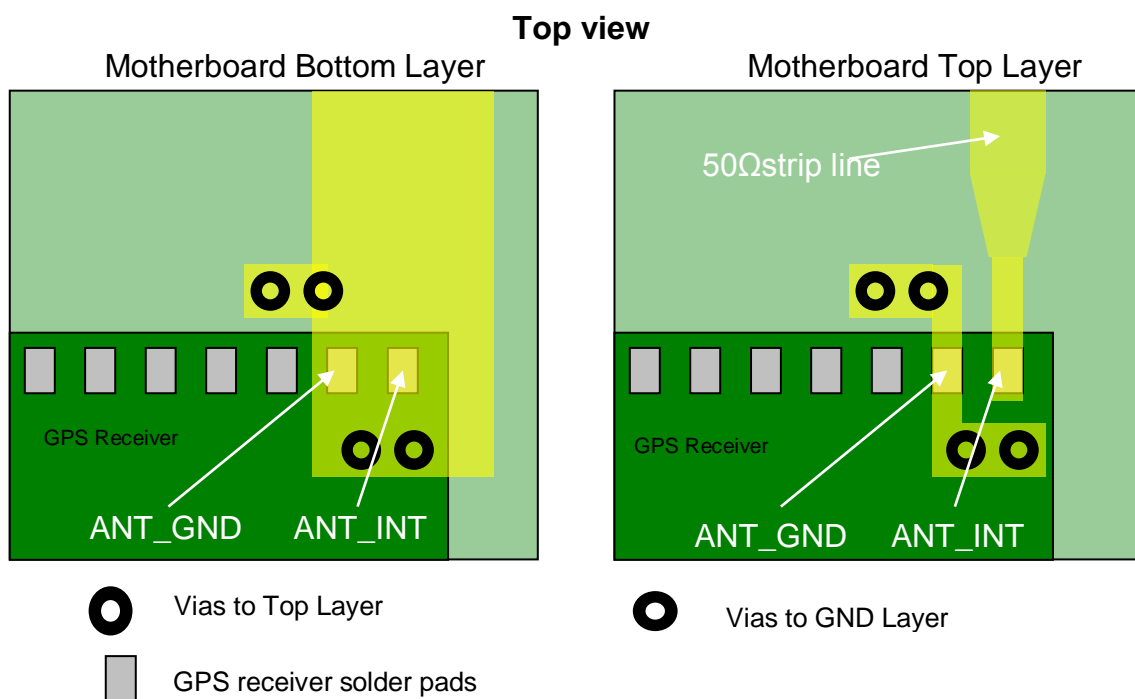 Top view
Motherboard Bottom Layer
Motherboard Top Layer
50Ωstrip line
GPS Receiver
GPS Receiver
ANT_GND
ANT_INT
ANT_GND
ANT_INT
Vias to Top Layer
Vias to GND Layer
GPS receiver solder pads